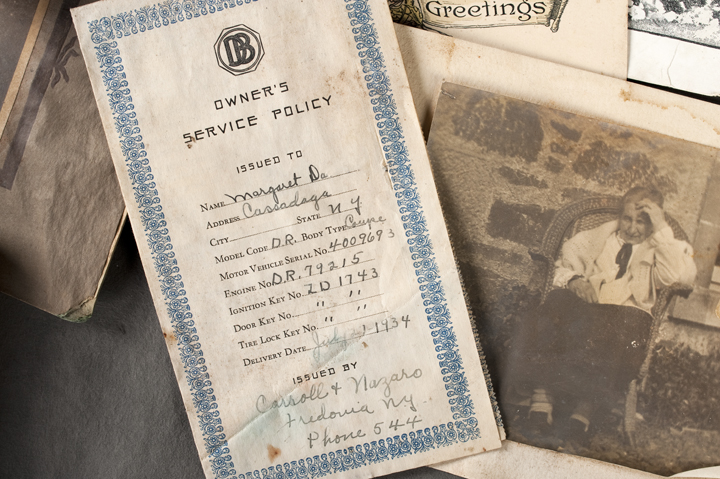 Greetings
DB
OWNER'S
SERVICE POLICY
ISSUED TO
NAME Margaret Da
ADDRESS Cassadaga
CITY STATE N Y
MODEL CODE D.R. BODY TYPE Coupe
MOTOR VEHICLE SERIAL NO. 4009693
ENGINE NO D.R. 79215
IGNITION KEY NO. 2D 1743
DOOR KEY NO. " "
TIRE LOCK KEY NO. " "
DELIVERY DATE 1934
ISSUED BY
Carroll & Nazaro
Fredonia NY
Phone 544